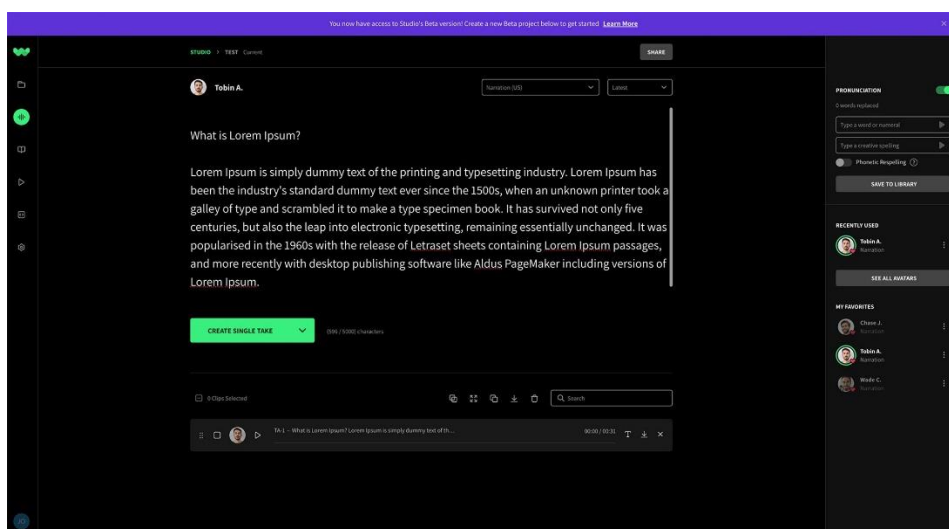 You now have access to Studio's Beta version! Create a new Beta project below to get started Learn More
STUDIO > TEST Current
SHARE
Tobin A.
Narration (US)
Latest
What is Lorem Ipsum?
Lorem Ipsum is simply dummy text of the printing and typesetting industry. Lorem Ipsum has
been the industry's standard dummy text ever since the 1500s, when an unknown printer took a
galley of type and scrambled it to make a type specimen book. It has survived not only five
centuries, but also the leap into electronic typesetting, remaining essentially unchanged. It was
popularised in the 1960s with the release of Letraset sheets containing Lorem Ipsum passages,
and more recently with desktop publishing software like Aldus PageMaker including versions of
Lorem Ipsum.
CREATE SINGLE TAKE
/ 5000) characters
0 Clips Selected
Search
TA-1 - What is Lorem Ipsum? Lorem Ipsum is simply dummy text of th...
00:00 / 00:31
PRONUNCIATION
0 words replaced
Type a word or numeral
Type a creative spelling
Phonetic Respelling
SAVE TO LIBRARY
RECENTLY USED
Tobin A.
Narration
SEE ALL AVATARS
MY FAVORITES
Chase J.
Narration
Tobin A.
Narration
Wade C.
Narration
JO